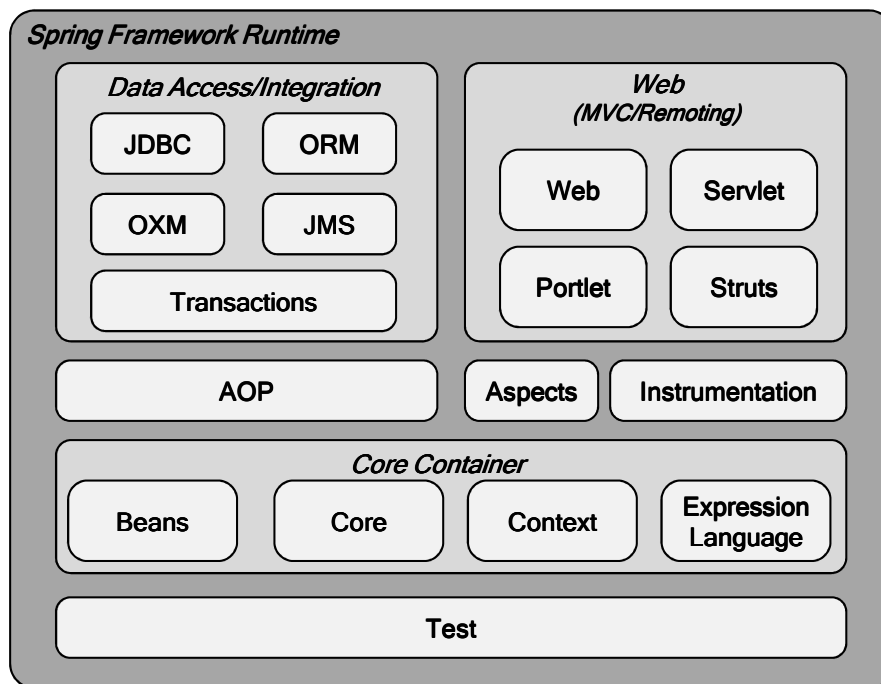 Spring Framework Runtime
Data Access/Integration
JDBC
ORM
OXM
JMS
Transactions
Web
(MVC/Remoting)
Web
Servlet
Portlet
Struts
AOP
Aspects
Instrumentation
Core Container
Beans
Core
Context
Expression
Language
Test